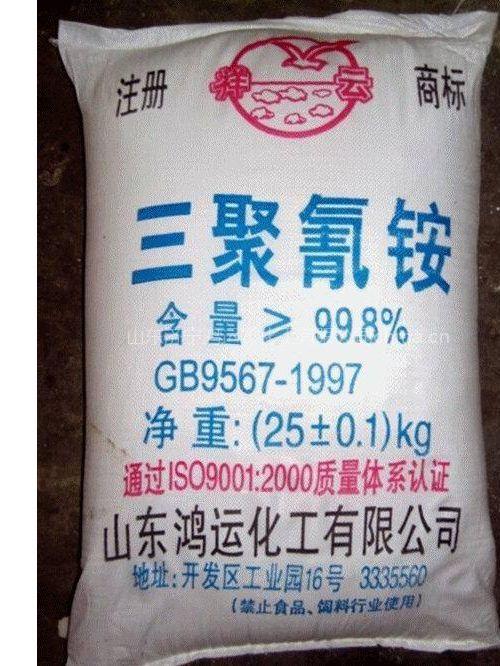 注册 祥云 商标
三聚氰铵
含量≥99.8%
GB9567-1997
净重:(25±0.1)kg
通过ISO9001:2000质量体系认证
山东鸿运化工有限公司
地址:开发区工业园16号 3335560
(禁止食品、饲料行业使用)